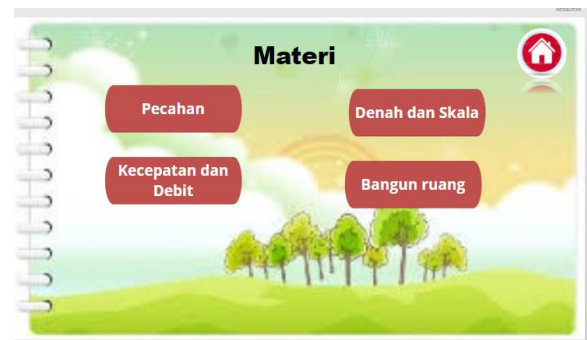 Materi
Pecahan
Denah dan Skala
Kecepatan dan
Debit
Bangun ruang